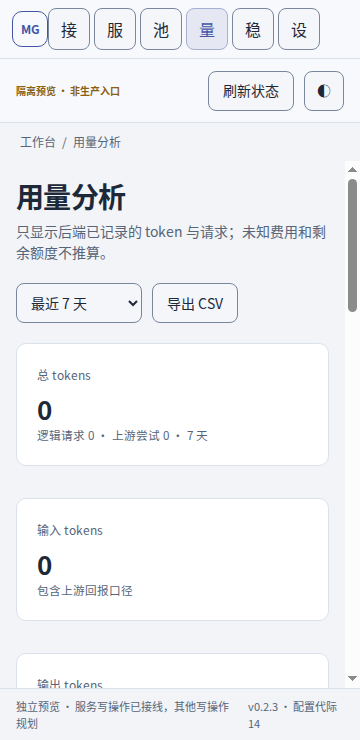 MG 接 服 池 量 稳 设
隔离预览 · 非生产入口 刷新状态
工作台 / 用量分析
用量分析
只显示后端已记录的 token 与请求；未知费用和剩
余额度不推算。
最近 7 天 导出 CSV
总 tokens
0
逻辑请求 0 · 上游尝试 0 · 7 天
输入 tokens
0
包含上游回报口径
输出 tokens
独立预览 · 服务写操作已接线，其他写操作
规划
v0.2.3 · 配置代际
14